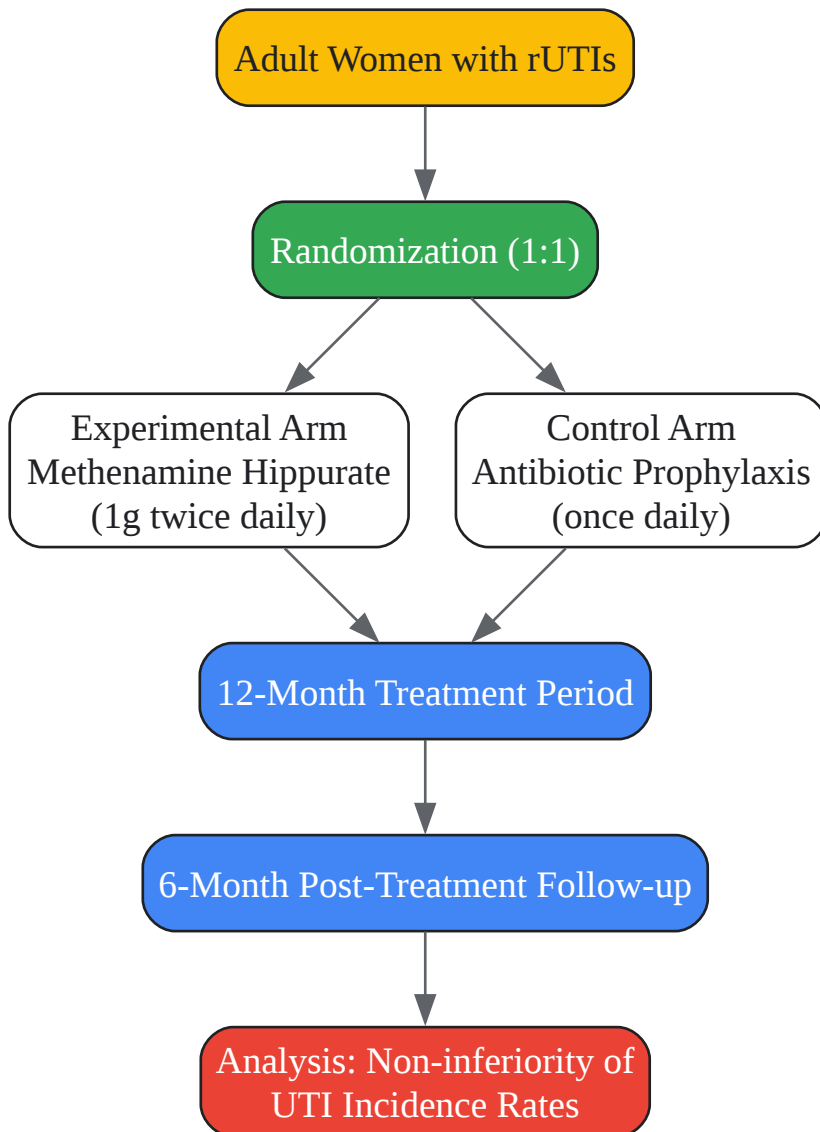 Adult Women with rUTIs
Randomization (1:1)
Experimental Arm
Methenamine Hippurate
(1g twice daily)
Control Arm
Antibiotic Prophylaxis
(once daily)
12-Month Treatment Period
6-Month Post-Treatment Follow-up
Analysis: Non-inferiority of
UTI Incidence Rates